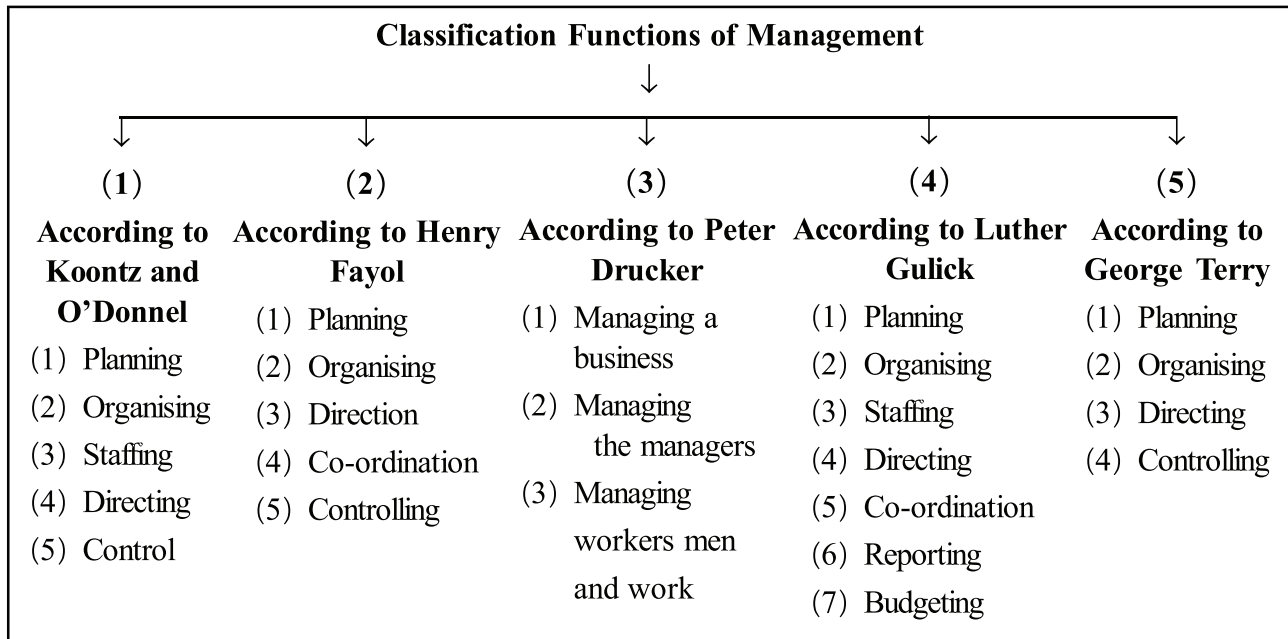 Classification Functions of Management
(1)
According to
Koontz and
O’Donnel
(1) Planning
(2) Organising
(3) Staffing
(4) Directing
(5) Control
(2)
According to Henry
Fayol
(1) Planning
(2) Organising
(3) Direction
(4) Co-ordination
(5) Controlling
(3)
According to Peter
Drucker
(1) Managing a
business
(2) Managing
the managers
(3) Managing
workers men
and work
(4)
According to Luther
Gulick
(1) Planning
(2) Organising
(3) Staffing
(4) Directing
(5) Co-ordination
(6) Reporting
(7) Budgeting
(5)
According to
George Terry
(1) Planning
(2) Organising
(3) Directing
(4) Controlling